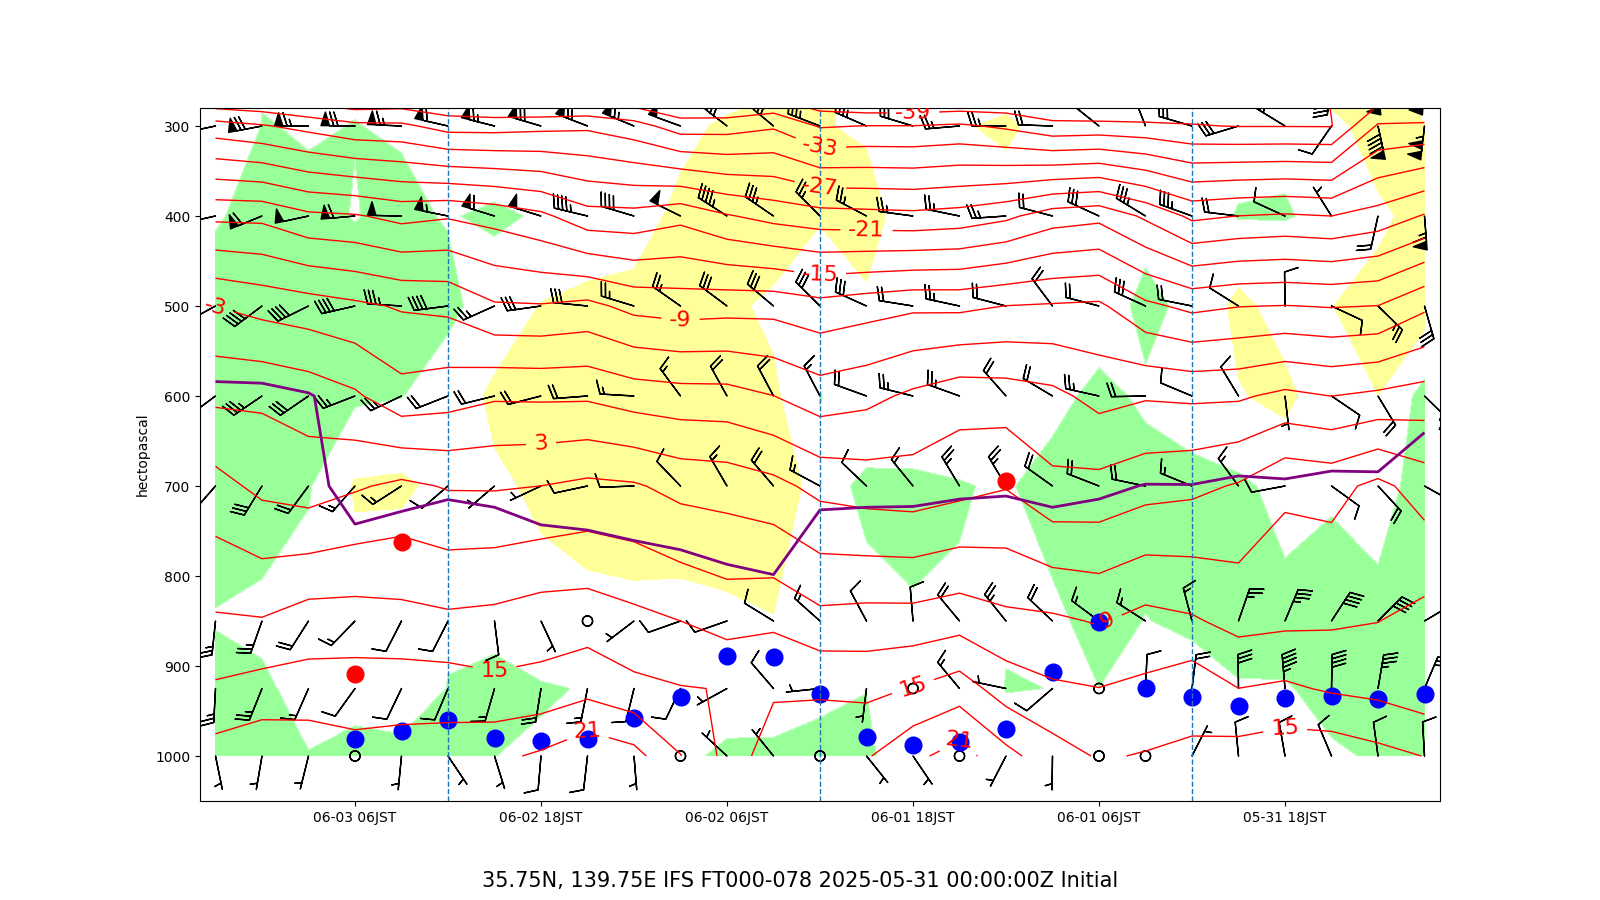 -39
300
-33
-27
400
-21
-15
-3
500
-9
600
3
hectopascal
700
800
9
900
15
15
21
21
15
1000
06-03 06JST
06-02 18JST
06-02 06JST
06-01 18JST
06-01 06JST
05-31 18JST
35.75N, 139.75E IFS FT000-078 2025-05-31 00:00:00Z Initial